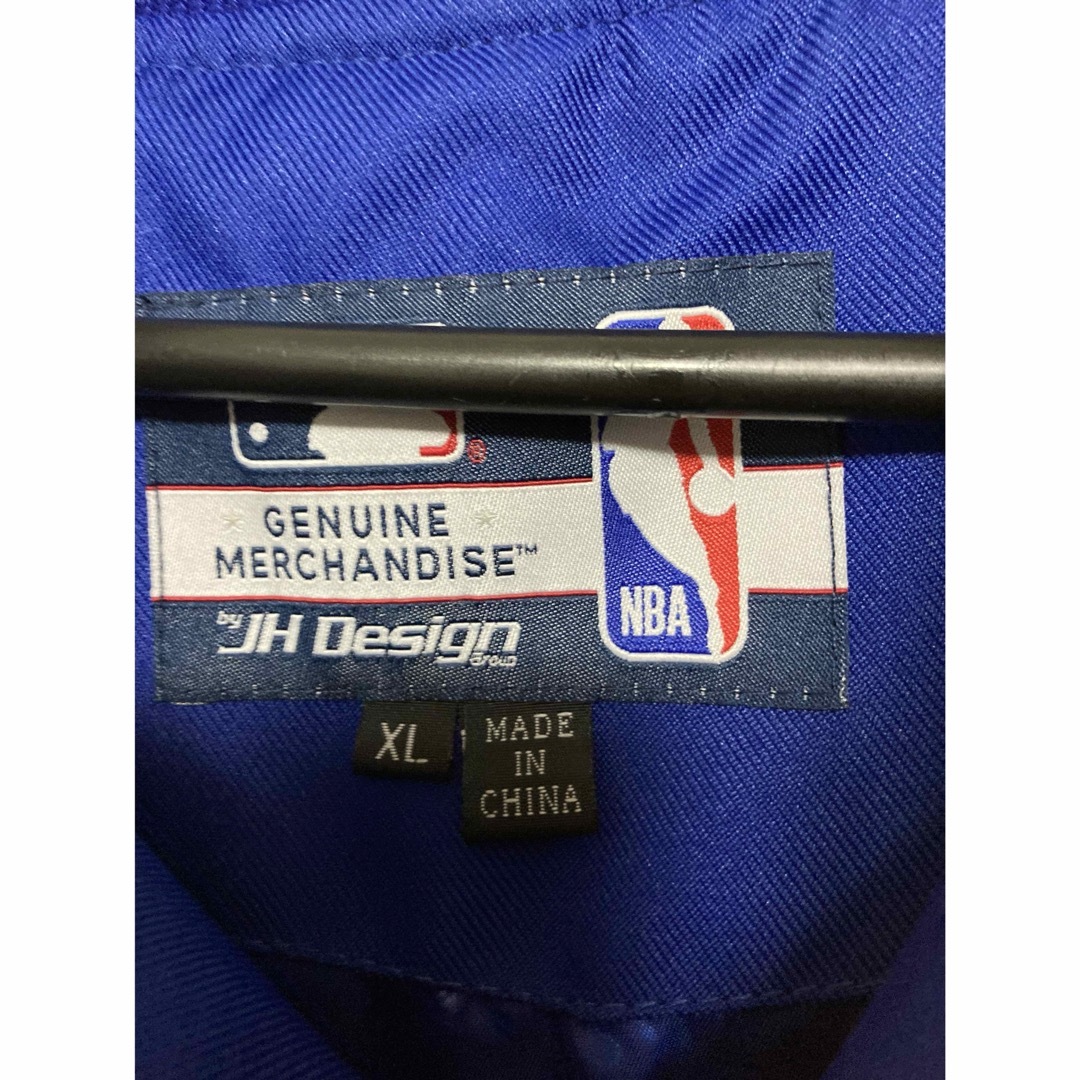 GENUINE
MERCHANDISE™
by JH Design
GROUP
®
NBA
XL
MADE
IN
CHINA